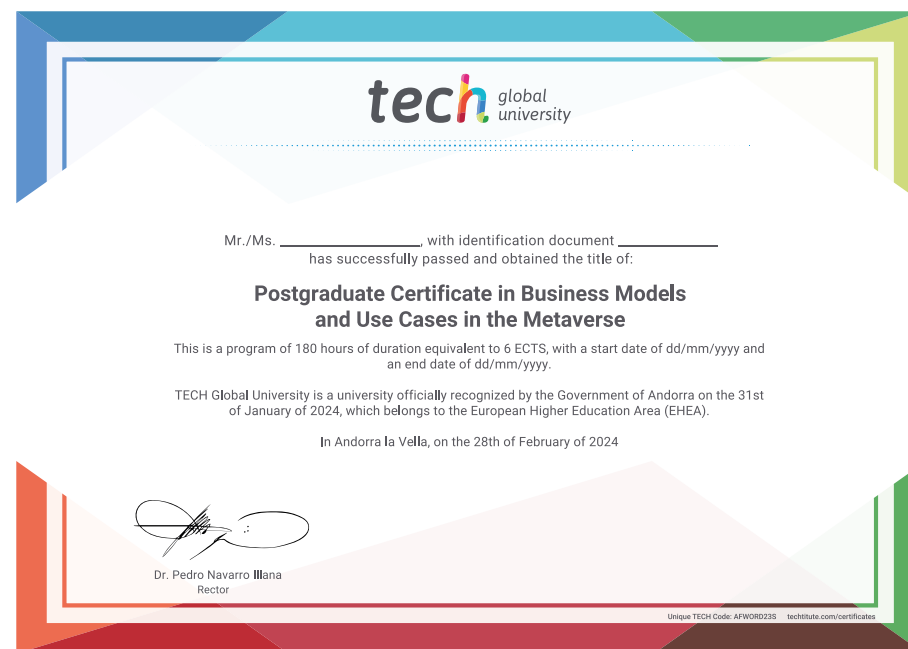 tech global university
Mr./Ms. ____________, with identification document ____________
has successfully passed and obtained the title of:
Postgraduate Certificate in Business Models
and Use Cases in the Metaverse
This is a program of 180 hours of duration equivalent to 6 ECTS, with a start date of dd/mm/yyyy and
an end date of dd/mm/yyyy.
TECH Global University is a university officially recognized by the Government of Andorra on the 31st
of January of 2024, which belongs to the European Higher Education Area (EHEA).
In Andorra la Vella, on the 28th of February of 2024
Dr. Pedro Navarro Illana
Rector
Unique TECH Code: AFWORD23S techtitute.com/certificates